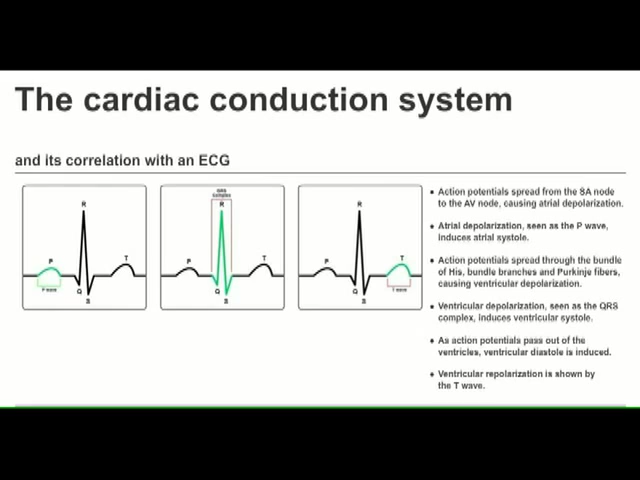 The cardiac conduction system
and its correlation with an ECG
R
P
T
Q
S
P wave
QRS
Complex
R
P
T
Q
S
R
P
T
Q
S
T wave
• Action potentials spread from the SA node
to the AV node, causing atrial depolarization.
• Atrial depolarization, seen as the P wave,
induces atrial systole.
• Action potentials spread through the bundle
of His, bundle branches and Purkinje fibers,
causing ventricular depolarization.
• Ventricular depolarization, seen as the QRS
complex, induces ventricular systole.
• As action potentials pass out of the
ventricles, ventricular diastole is induced.
• Ventricular repolarization is shown by
the T wave.